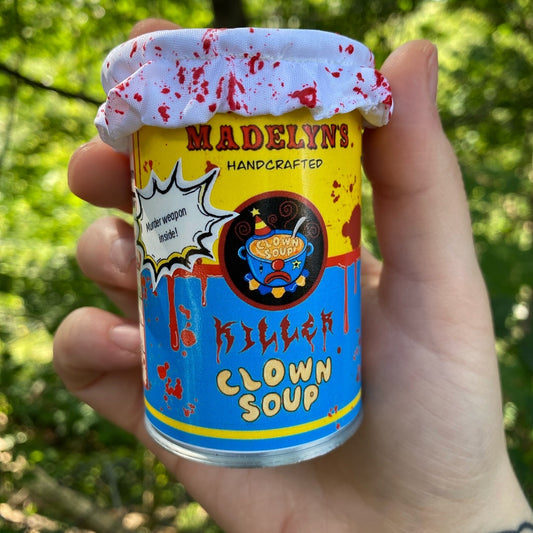 MADELYN'S
HANDCRAFTED
Murder weapon
inside!
CLOWN
SOUP
KILLER
CLOWN
SOUP